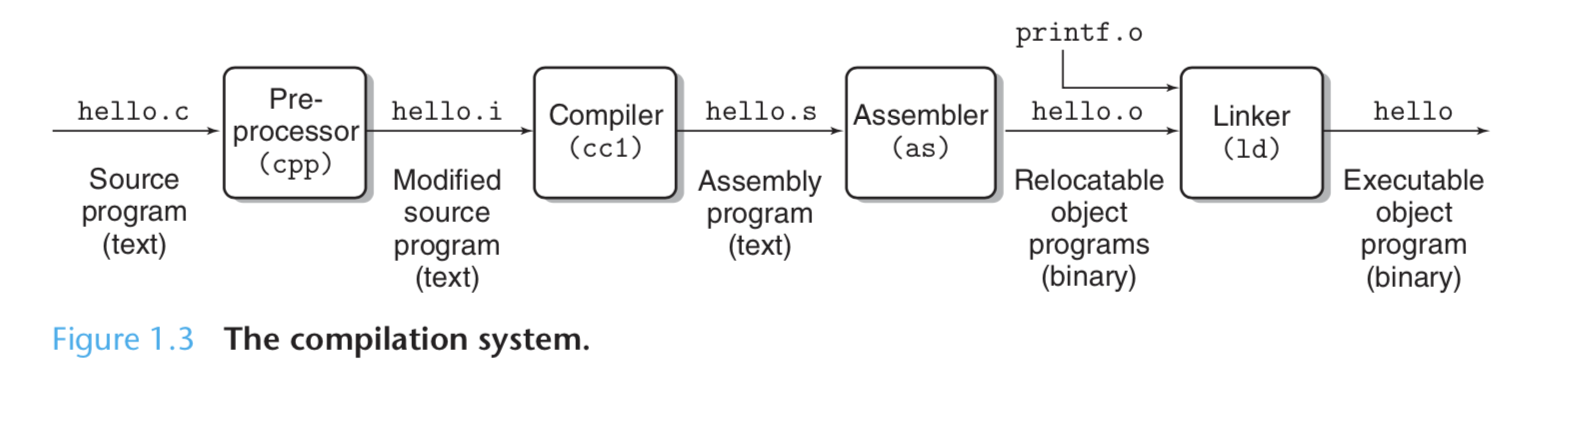 printf.o
hello.c
Pre-
processor
(cpp)
hello.i
Compiler
(cc1)
hello.s
Assembler
(as)
hello.o
Linker
(ld)
hello
Source
program
(text)
Modified
source
program
(text)
Assembly
program
(text)
Relocatable
object
programs
(binary)
Executable
object
program
(binary)
Figure 1.3 The compilation system.